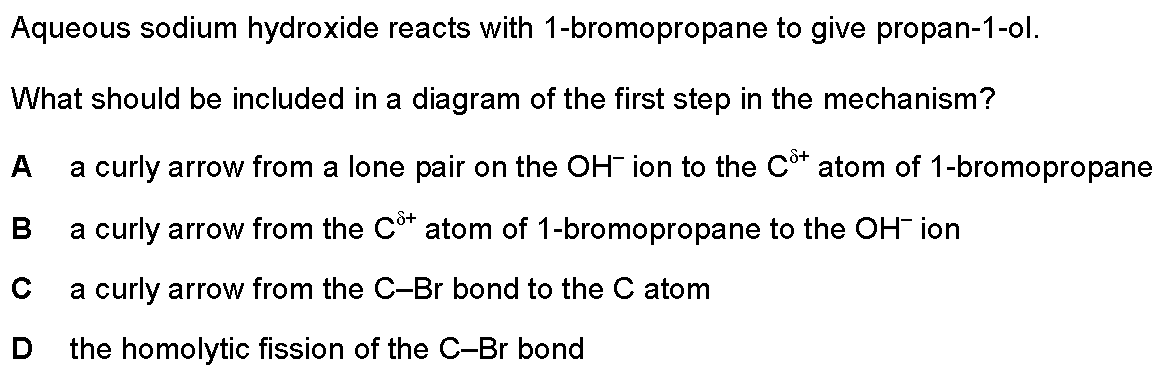 Aqueous sodium hydroxide reacts with 1-bromopropane to give propan-1-ol.
What should be included in a diagram of the first step in the mechanism?
A a curly arrow from a lone pair on the OH⁻ ion to the Cᵟ⁺ atom of 1-bromopropane
B a curly arrow from the Cᵟ⁺ atom of 1-bromopropane to the OH⁻ ion
C a curly arrow from the C–Br bond to the C atom
D the homolytic fission of the C–Br bond